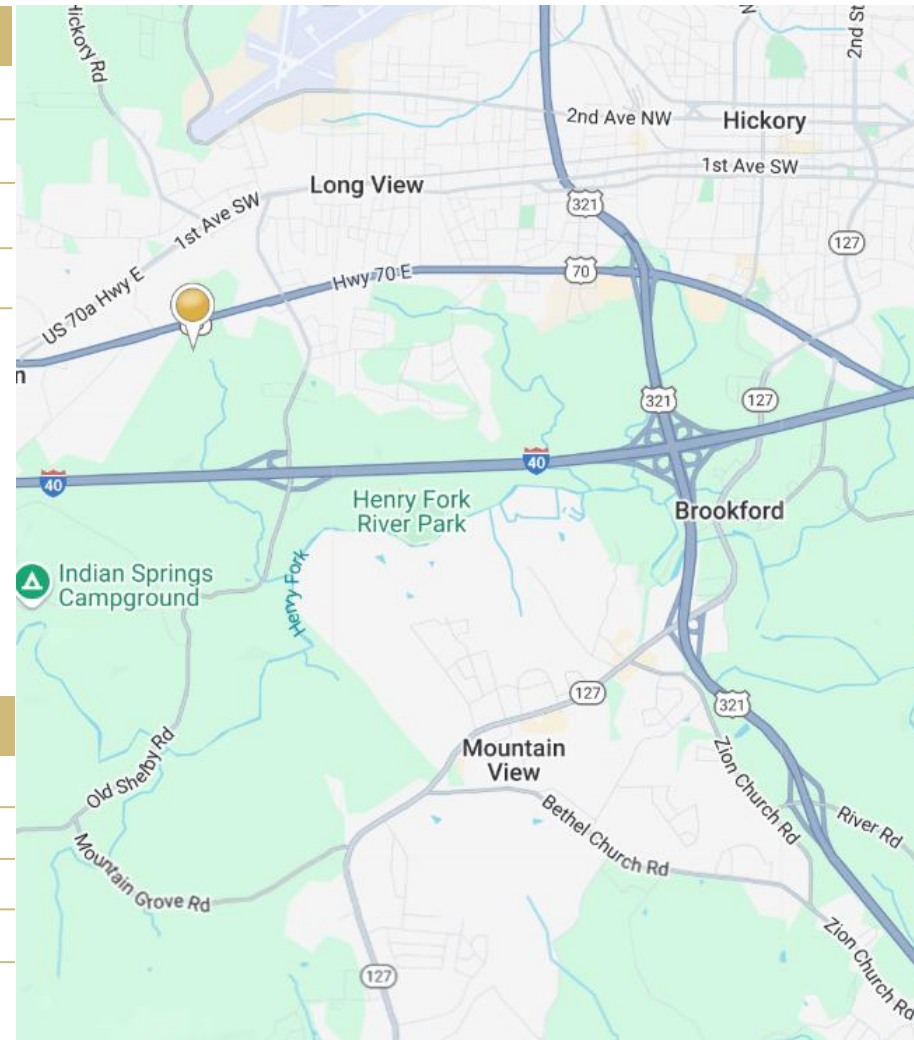 Hickory Rd
2nd St
N
2nd Ave NW
Hickory
1st Ave SW
Long View
321
1st Ave SW
127
Hwy 70 E
70
US 70a Hwy E
n
321
127
40
40
Henry Fork
River Park
Brookford
Indian Springs
Campground
Henry Fork
127
321
Mountain
View
Old Shelby Rd
Zion Church Rd
Bethel Church Rd
River Rd
Mountain Grove Rd
Zion Church Rd
127